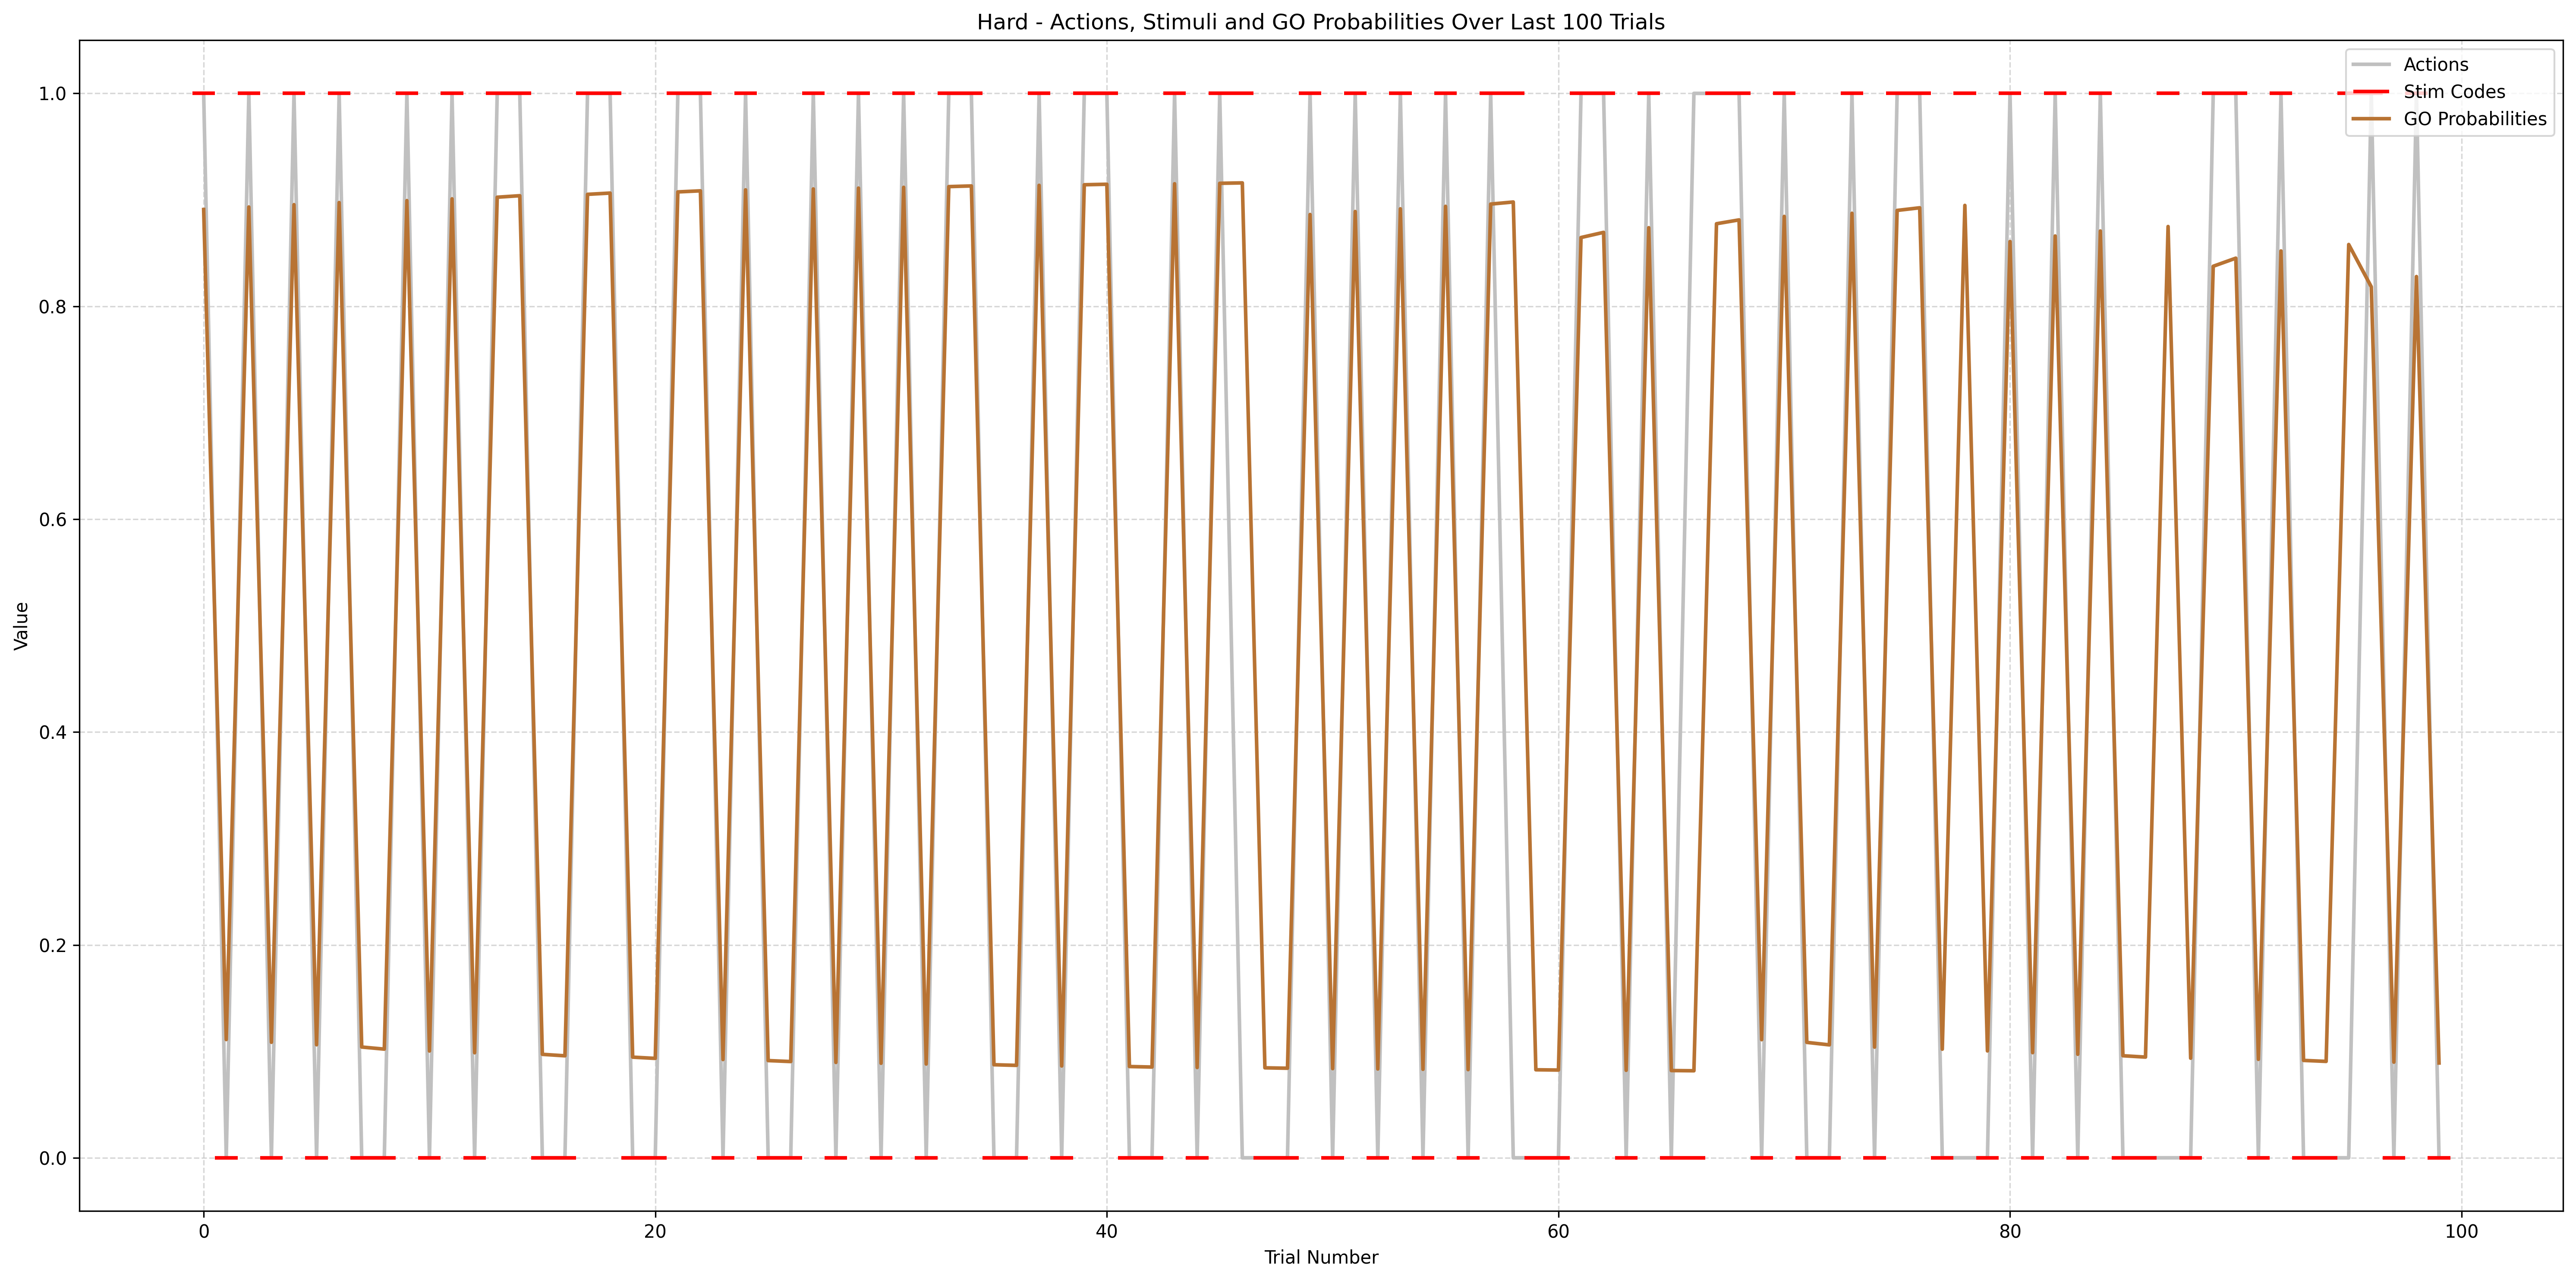 Hard - Actions, Stimuli and GO Probabilities Over Last 100 Trials
Actions
Stim Codes
GO Probabilities
1.0
0.8
0.6
0.4
0.2
0.0
Value
0 20 40 60 80 100
Trial Number